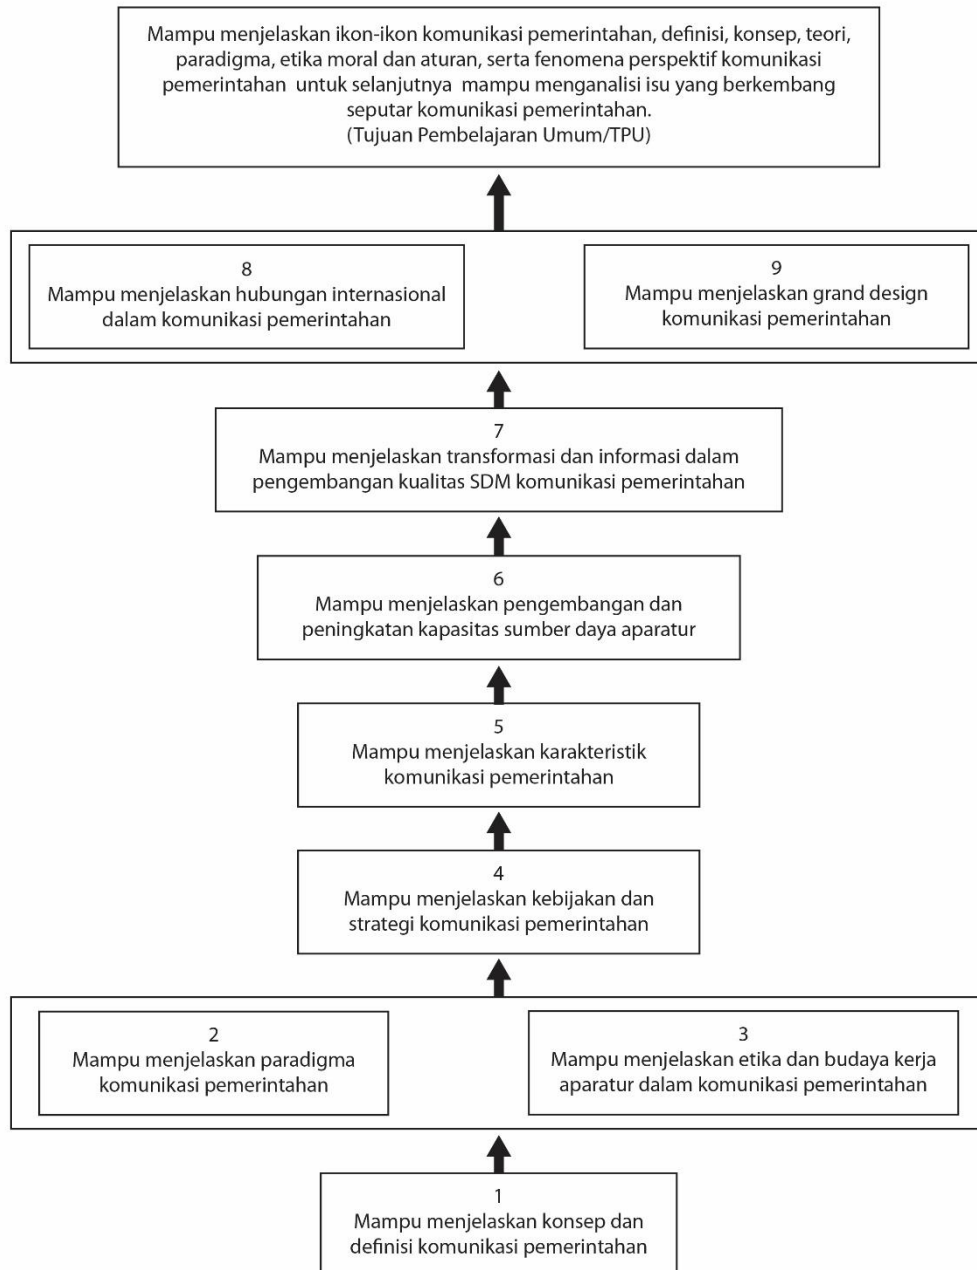 Mampu menjelaskan ikon-ikon komunikasi pemerintahan, definisi, konsep, teori,
paradigma, etika moral dan aturan, serta fenomena perspektif komunikasi
pemerintahan untuk selanjutnya mampu menganalisi isu yang berkembang
seputar komunikasi pemerintahan.
(Tujuan Pembelajaran Umum/TPU)
8
Mampu menjelaskan hubungan internasional
dalam komunikasi pemerintahan
9
Mampu menjelaskan grand design
komunikasi pemerintahan
7
Mampu menjelaskan transformasi dan informasi dalam
pengembangan kualitas SDM komunikasi pemerintahan
6
Mampu menjelaskan pengembangan dan
peningkatan kapasitas sumber daya aparatur
5
Mampu menjelaskan karakteristik
komunikasi pemerintahan
4
Mampu menjelaskan kebijakan dan
strategi komunikasi pemerintahan
2
Mampu menjelaskan paradigma
komunikasi pemerintahan
3
Mampu menjelaskan etika dan budaya kerja
aparatur dalam komunikasi pemerintahan
1
Mampu menjelaskan konsep dan
definisi komunikasi pemerintahan